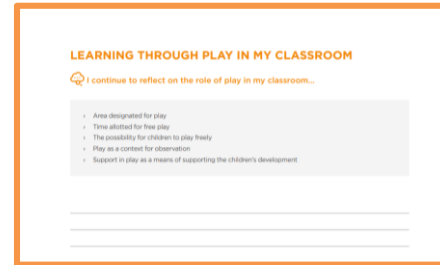 LEARNING THROUGH PLAY IN MY CLASSROOM
I continue to reflect on the role of play in my classroom...
› Area designated for play
› Time allotted for free play
› The possibility for children to play freely
› Play as a context for observation
› Support in play as a means of supporting the children's development